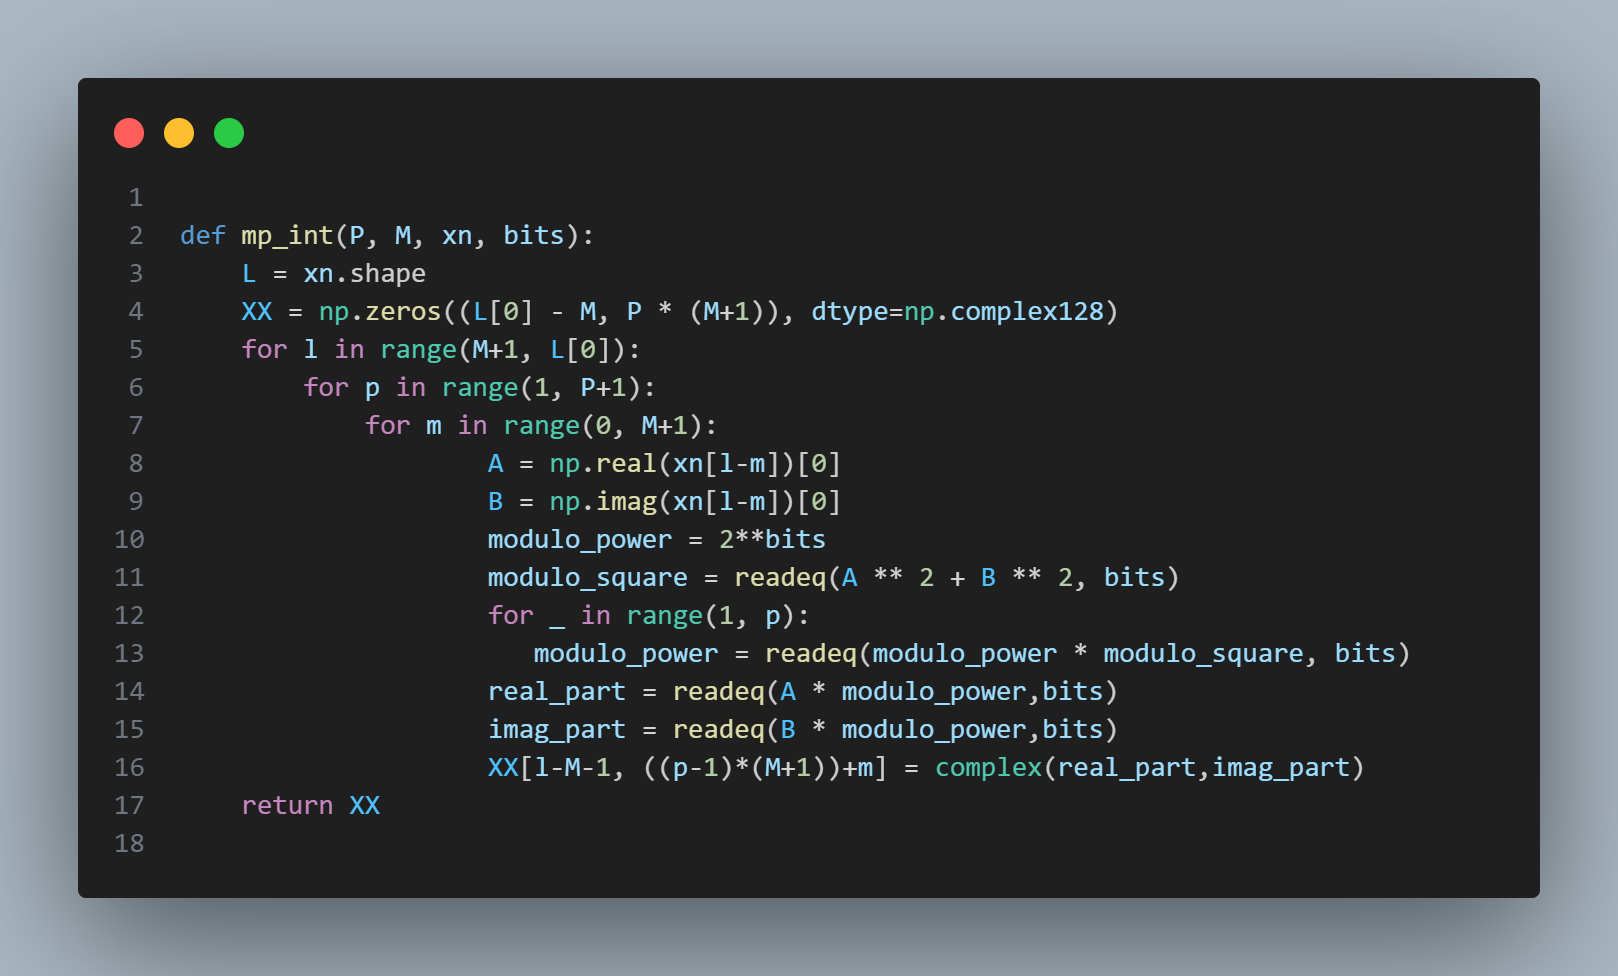 1
2 def mp_int(P, M, xn, bits):
3     L = xn.shape
4     XX = np.zeros((L[0] - M, P * (M+1)), dtype=np.complex128)
5     for l in range(M+1, L[0]):
6         for p in range(1, P+1):
7             for m in range(0, M+1):
8                     A = np.real(xn[l-m])[0]
9                     B = np.imag(xn[l-m])[0]
10                     modulo_power = 2**bits
11                     modulo_square = readeq(A ** 2 + B ** 2, bits)
12                     for _ in range(1, p):
13                        modulo_power = readeq(modulo_power * modulo_square, bits)
14                     real_part = readeq(A * modulo_power,bits)
15                     imag_part = readeq(B * modulo_power,bits)
16                     XX[l-M-1, ((p-1)*(M+1))+m] = complex(real_part,imag_part)
17     return XX
18